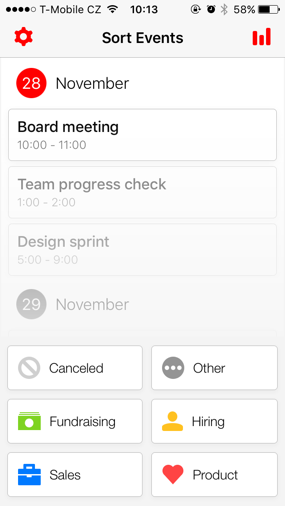 T-Mobile CZ 10:13 58%
Sort Events
28 November
Board meeting
10:00 - 11:00
Team progress check
1:00 - 2:00
Design sprint
5:00 - 9:00
29 November
Canceled Other
Fundraising Hiring
Sales Product